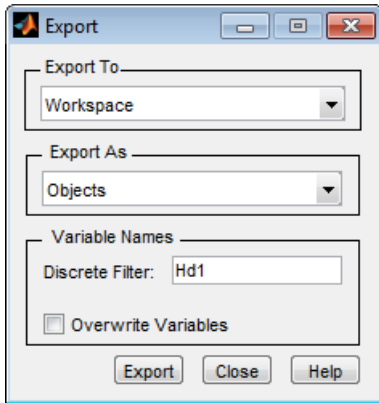 Export
Export To
Workspace
Export As
Objects
Variable Names
Discrete Filter: Hd1
Overwrite Variables
Export Close Help